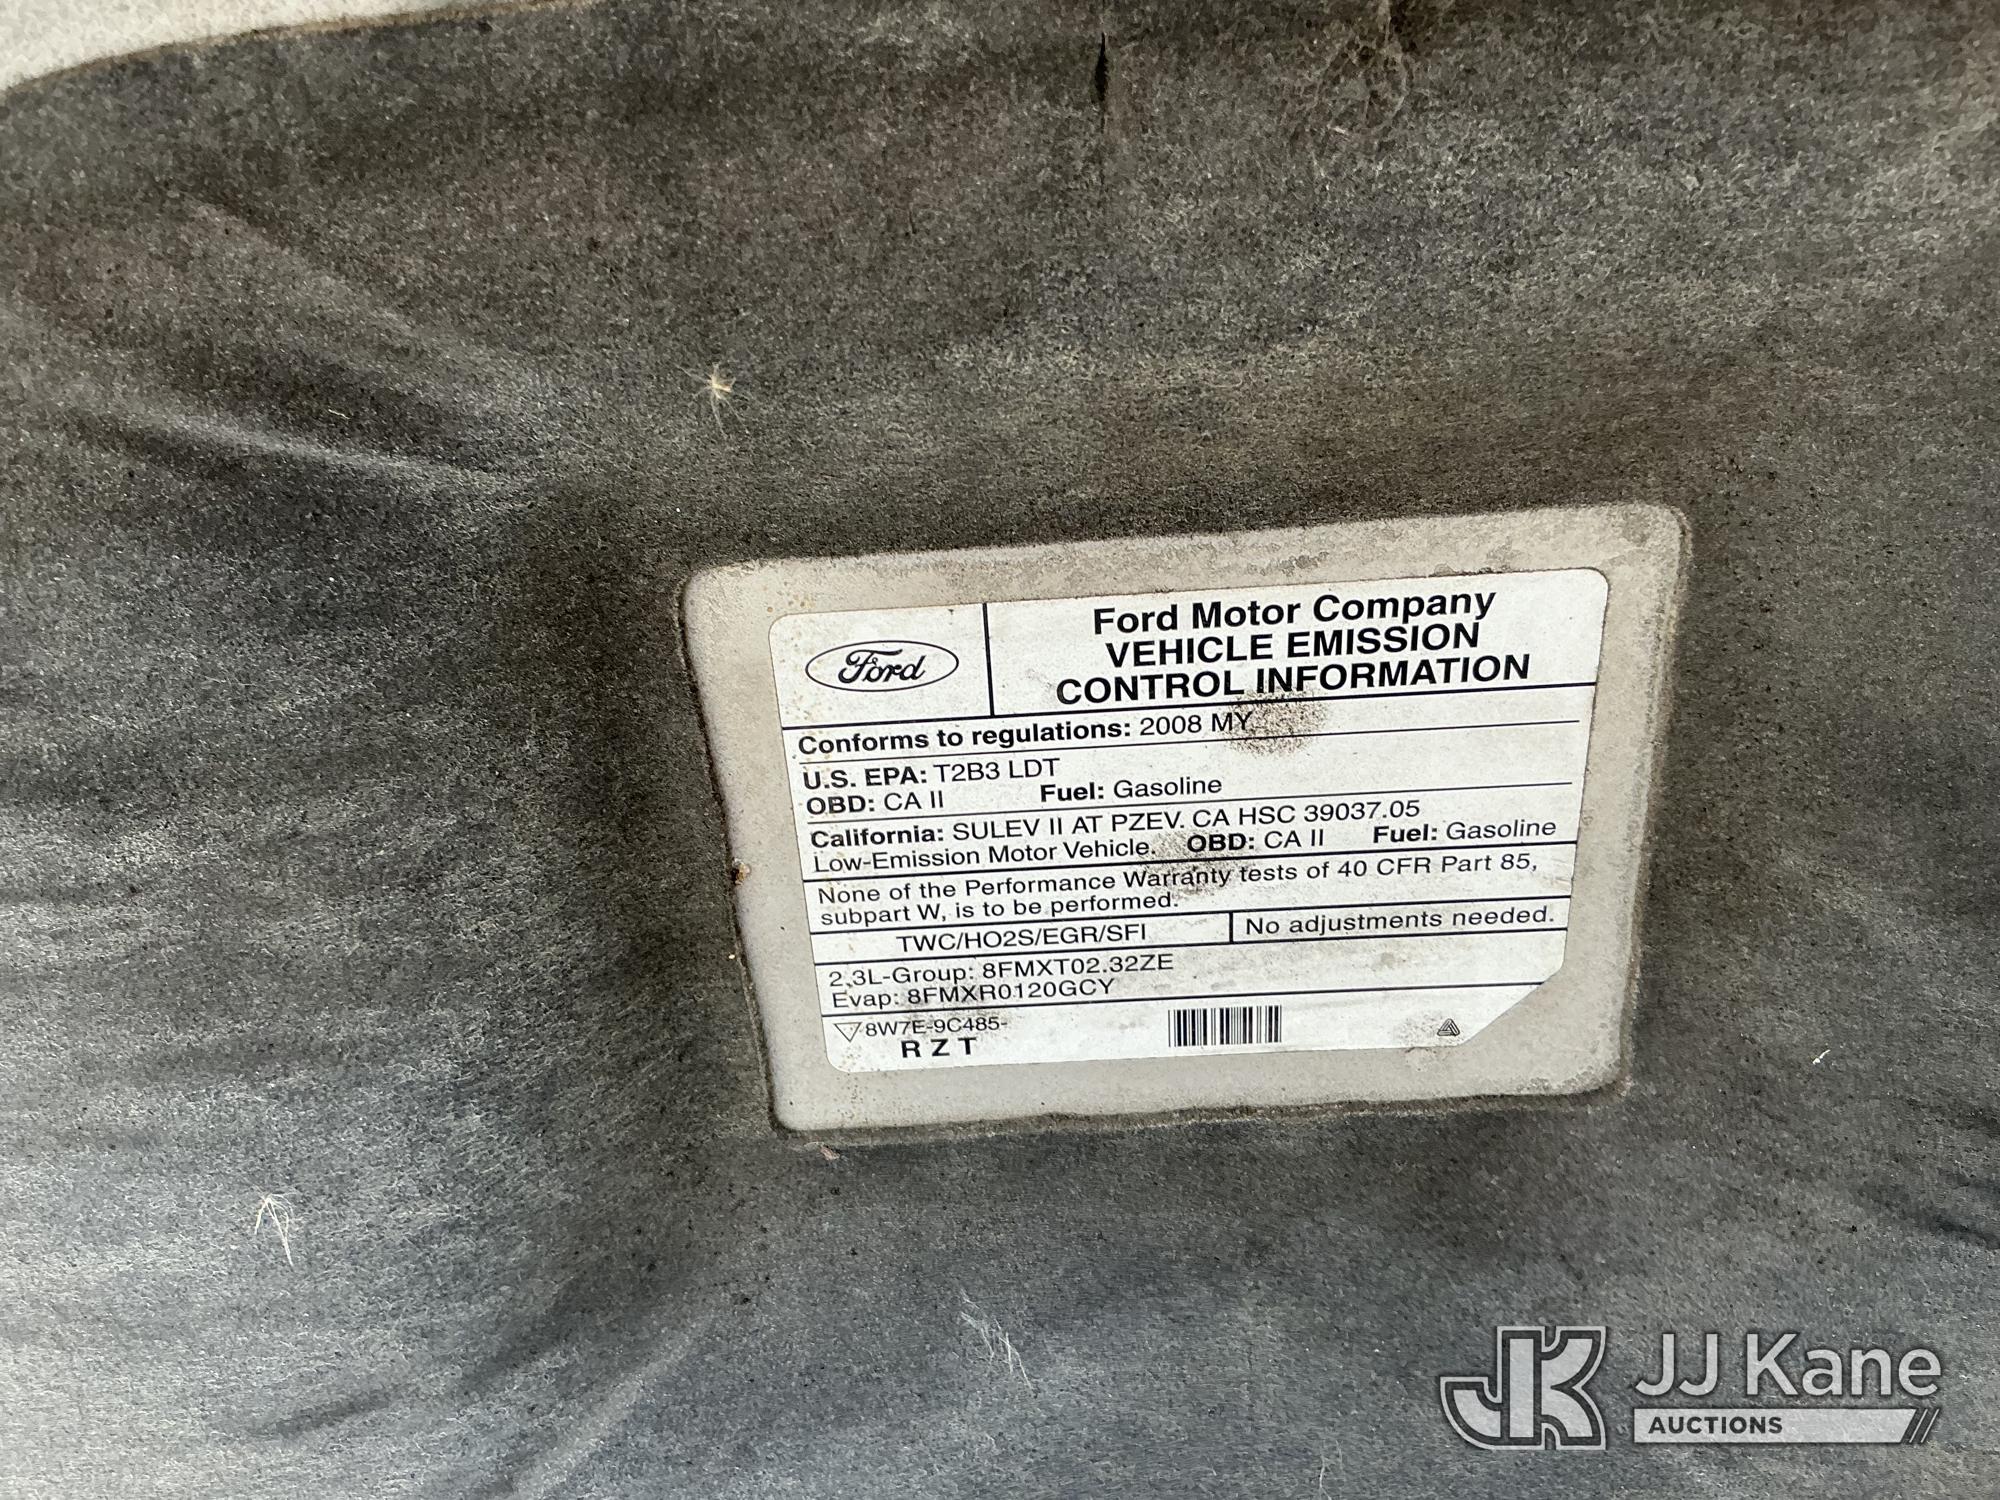 Ford
Ford Motor Company
VEHICLE EMISSION
CONTROL INFORMATION
Conforms to regulations: 2008 MY
U.S. EPA: T2B3 LDT
OBD: CA II Fuel: Gasoline
California: SULEV II AT PZEV. CA HSC 39037.05
Low-Emission Motor Vehicle. OBD: CA II Fuel: Gasoline
None of the Performance Warranty tests of 40 CFR Part 85,
subpart W, is to be performed.
TWC/HO2S/EGR/SFI No adjustments needed.
2.3L-Group: 8FMXT02.32ZE
Evap: 8FMXR0120GCY
8W7E-9C485-
R Z T
JK JJ Kane
AUCTIONS